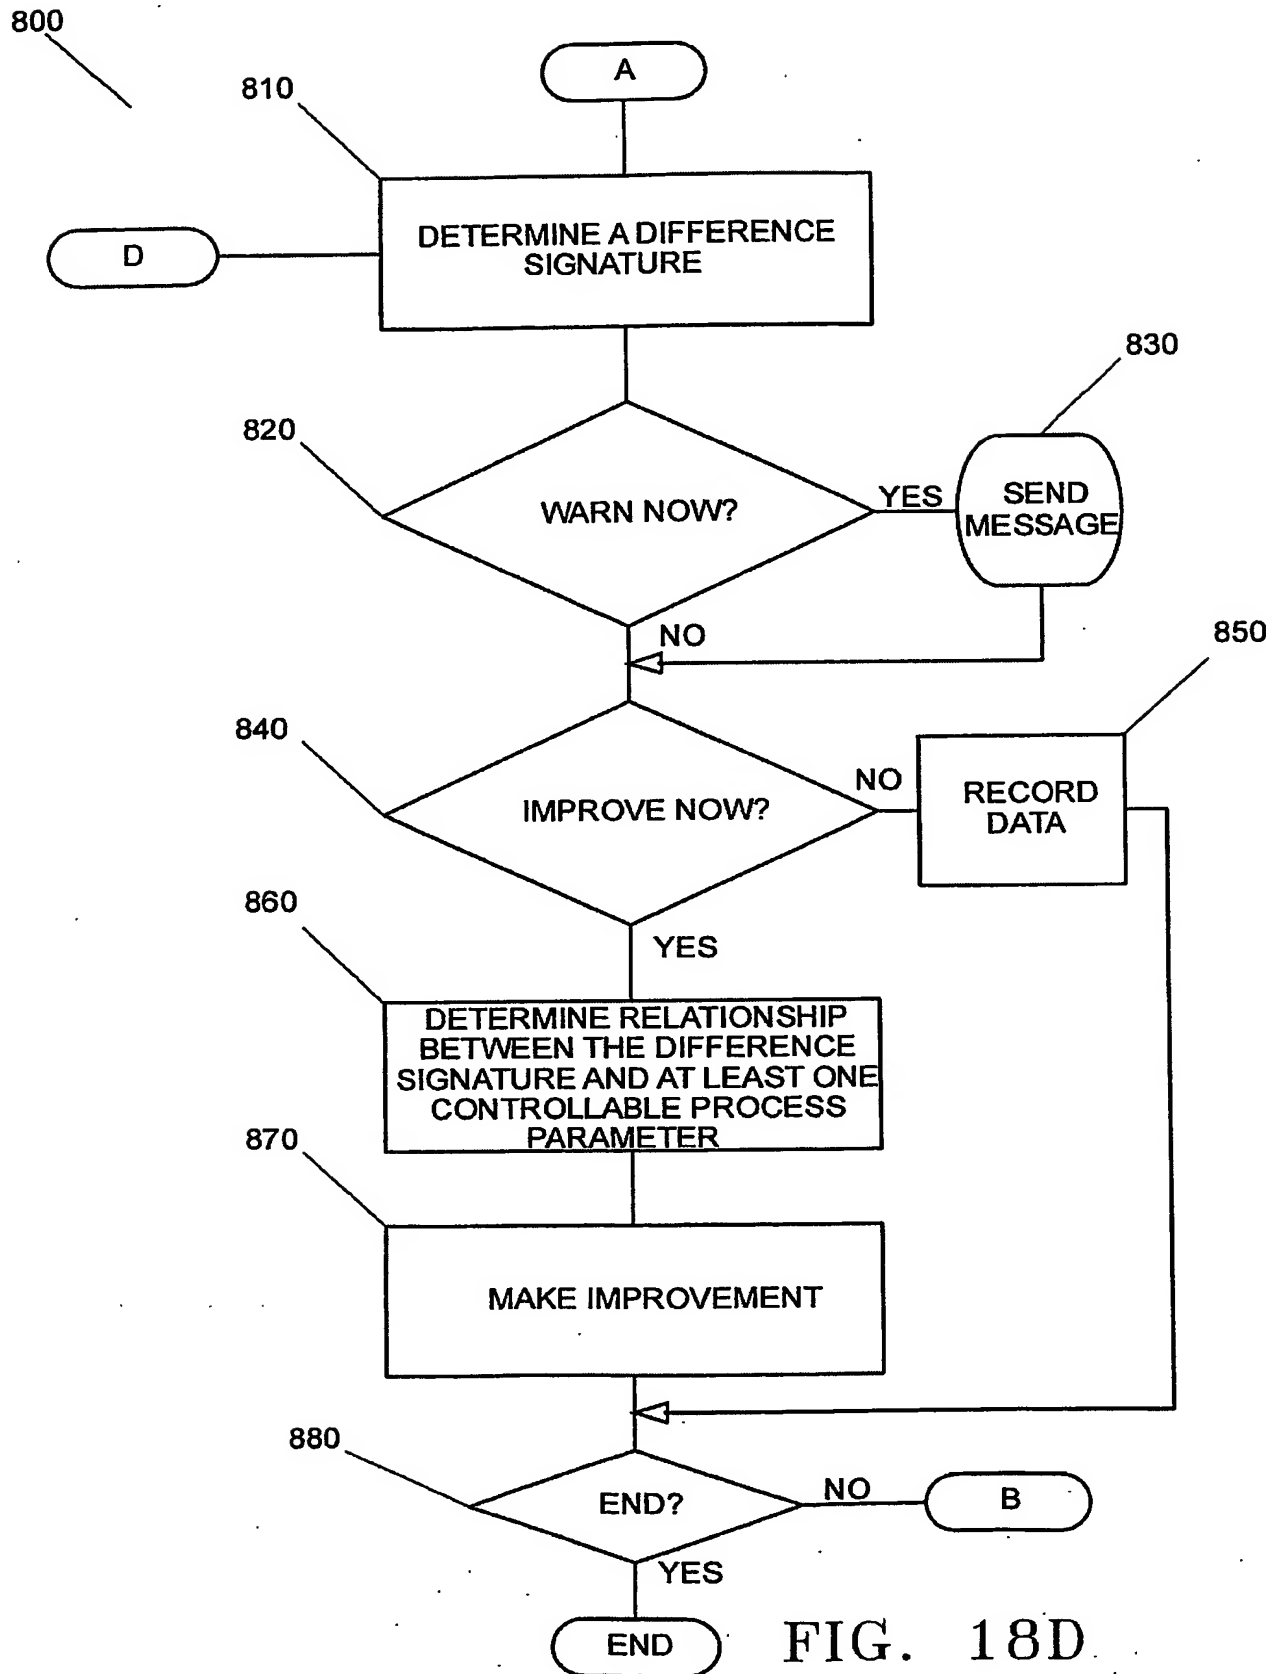 800
A
810
DETERMINE A DIFFERENCE
SIGNATURE
D
830
820
WARN NOW?
YES
SEND
MESSAGE
NO
850
840
IMPROVE NOW?
NO
RECORD
DATA
860
YES
DETERMINE RELATIONSHIP
BETWEEN THE DIFFERENCE
SIGNATURE AND AT LEAST ONE
CONTROLLABLE PROCESS
PARAMETER
870
MAKE IMPROVEMENT
880
END?
NO
B
YES
END
FIG. 18D